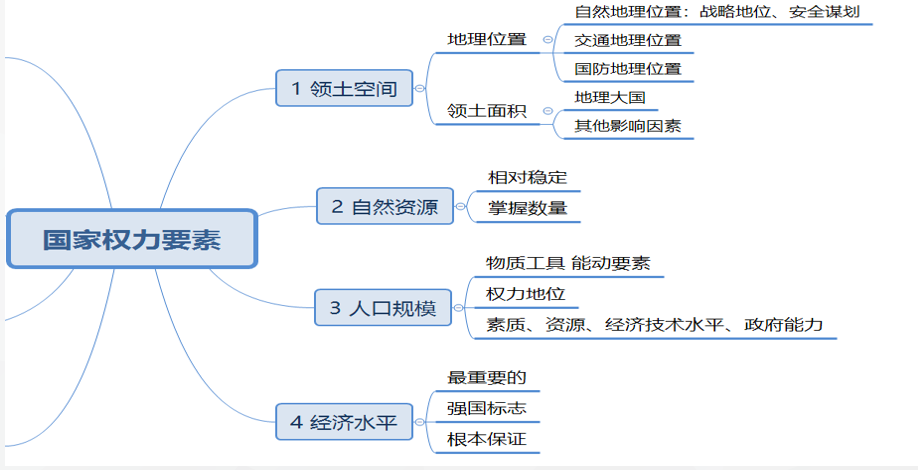 国家权力要素
1 领土空间
地理位置
自然地理位置：战略地位、安全谋划
交通地理位置
国防地理位置
领土面积
地理大国
其他影响因素
2 自然资源
相对稳定
掌握数量
3 人口规模
物质工具 能动要素
权力地位
素质、资源、经济技术水平、政府能力
4 经济水平
最重要的
强国标志
根本保证